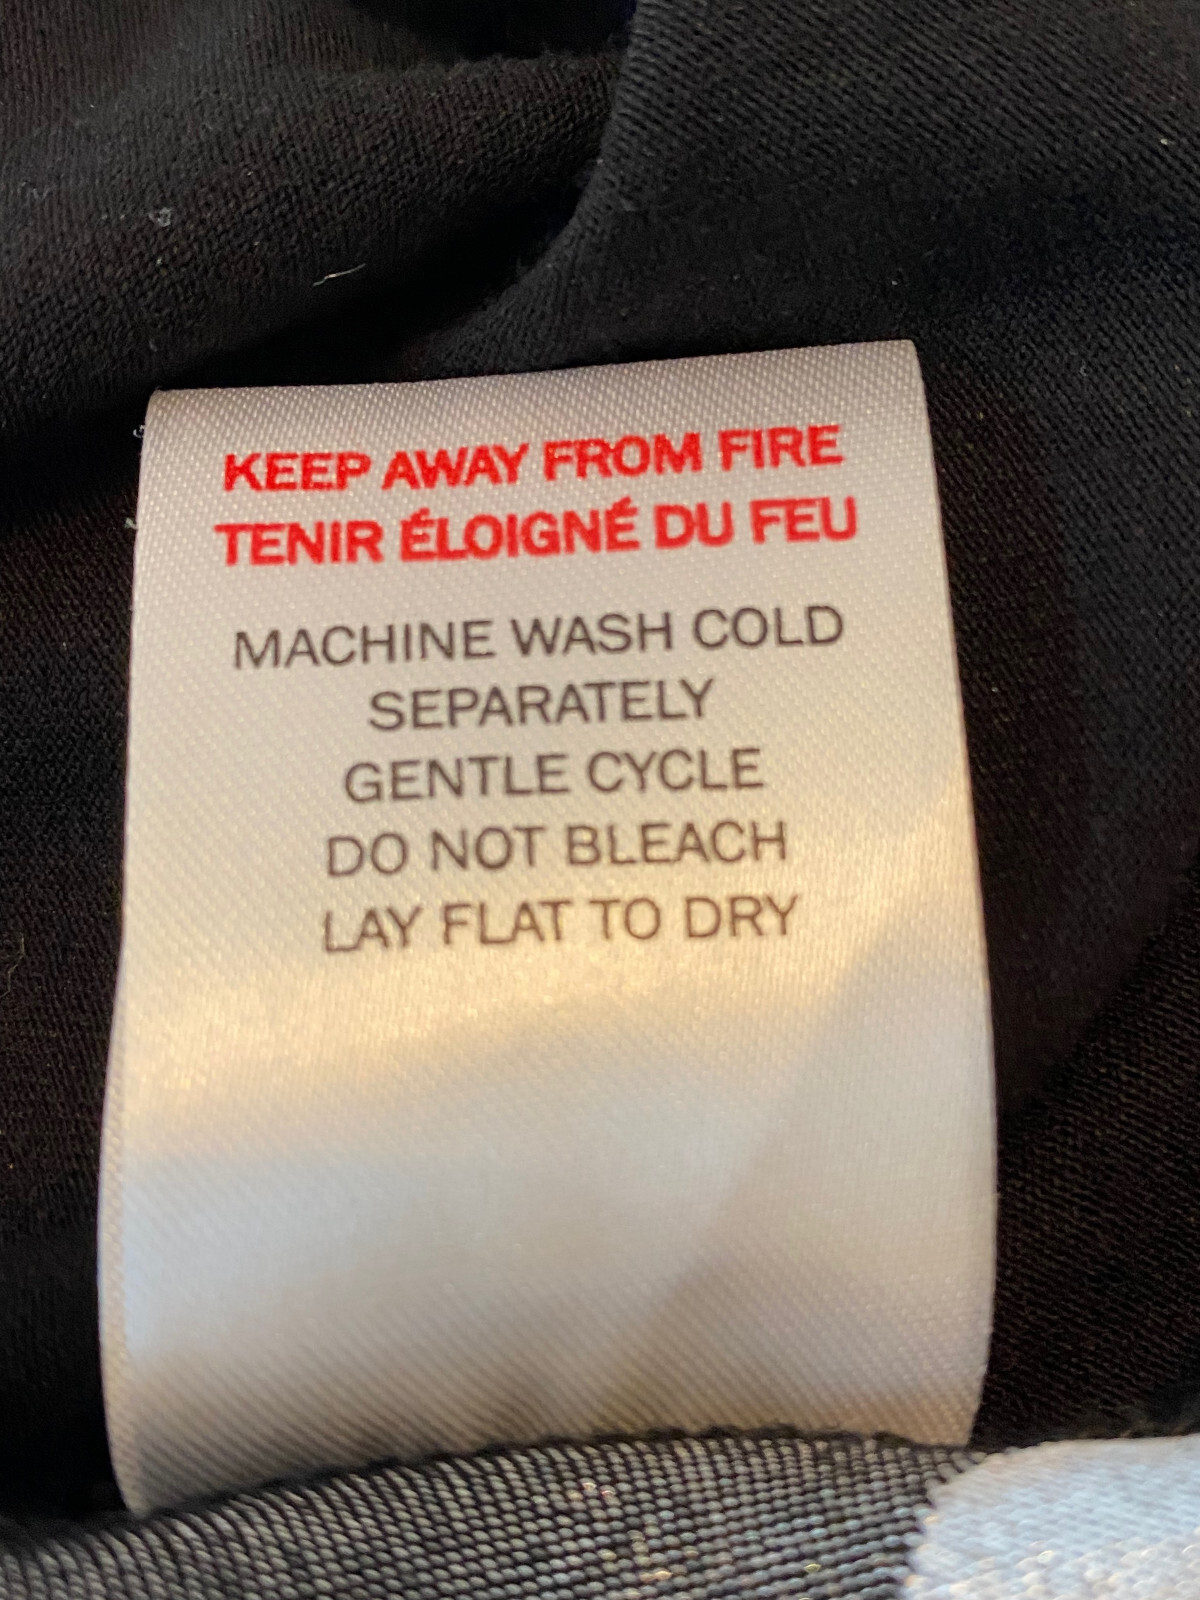 KEEP AWAY FROM FIRE
TENIR ÉLOIGNÉ DU FEU
MACHINE WASH COLD
SEPARATELY
GENTLE CYCLE
DO NOT BLEACH
LAY FLAT TO DRY